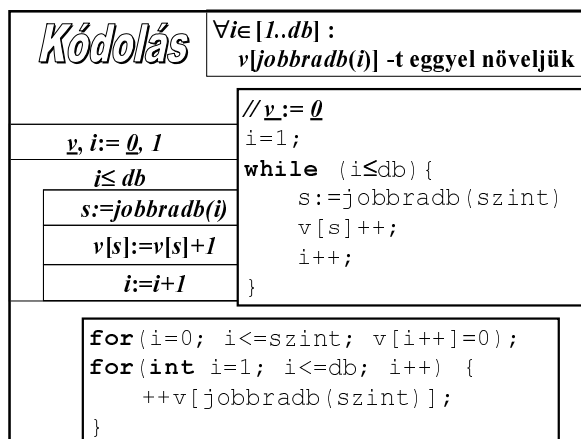 Kódolás
∀i∈[1..db] :
v[jobbradb(i)] -t eggyel növeljük
v, i:= 0, 1
i≤ db
s:=jobbradb(i)
v[s]:=v[s]+1
i:=i+1
// v := 0
i=1;
while (i≤db){
s:=jobbradb(szint)
v[s]++;
i++;
}
for(i=0; i<=szint; v[i++]=0);
for(int i=1; i<=db; i++) {
++v[jobbradb(szint)];
}